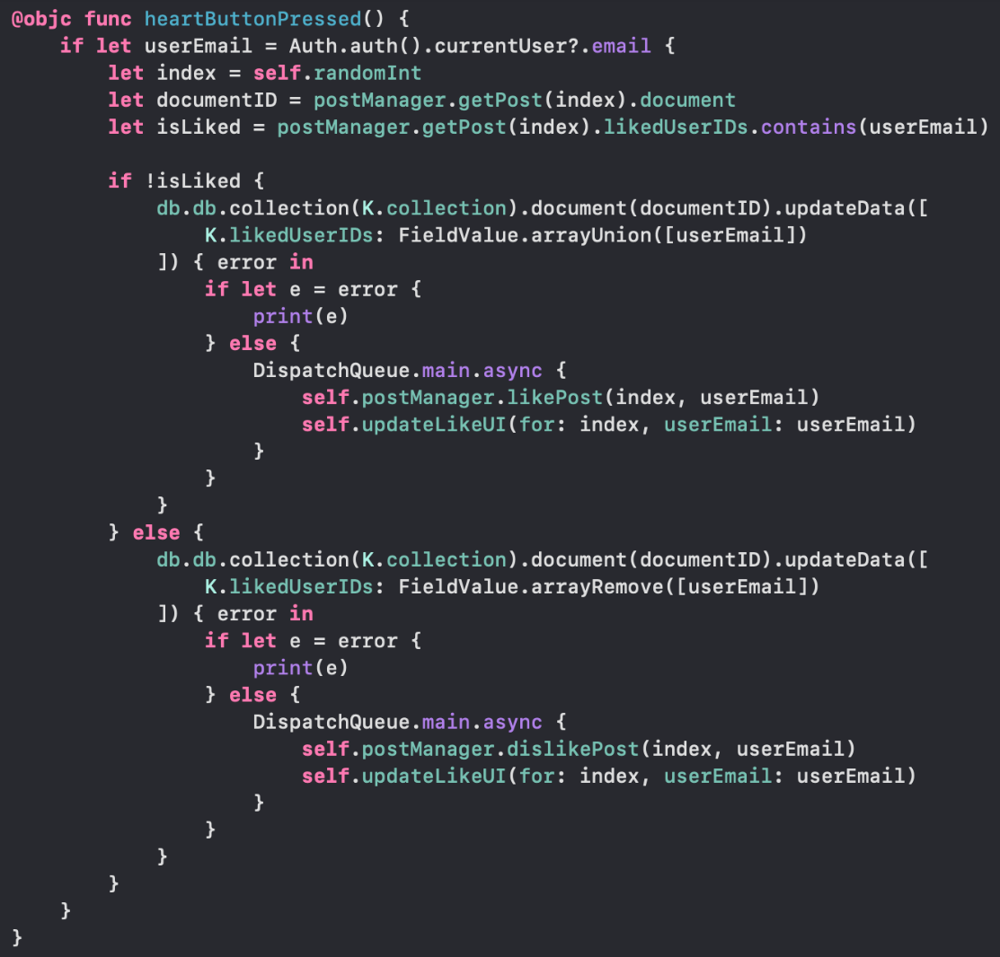 @objc func heartButtonPressed() {
    if let userEmail = Auth.auth().currentUser?.email {
        let index = self.randomInt
        let documentID = postManager.getPost(index).document
        let isLiked = postManager.getPost(index).likedUserIDs.contains(userEmail)

        if !isLiked {
            db.db.collection(K.collection).document(documentID).updateData([
                K.likedUserIDs: FieldValue.arrayUnion([userEmail])
            ]) { error in
                if let e = error {
                    print(e)
                } else {
                    DispatchQueue.main.async {
                        self.postManager.likePost(index, userEmail)
                        self.updateLikeUI(for: index, userEmail: userEmail)
                    }
                }
            }
        } else {
            db.db.collection(K.collection).document(documentID).updateData([
                K.likedUserIDs: FieldValue.arrayRemove([userEmail])
            ]) { error in
                if let e = error {
                    print(e)
                } else {
                    DispatchQueue.main.async {
                        self.postManager.dislikePost(index, userEmail)
                        self.updateLikeUI(for: index, userEmail: userEmail)
                    }
                }
            }
        }
    }
}